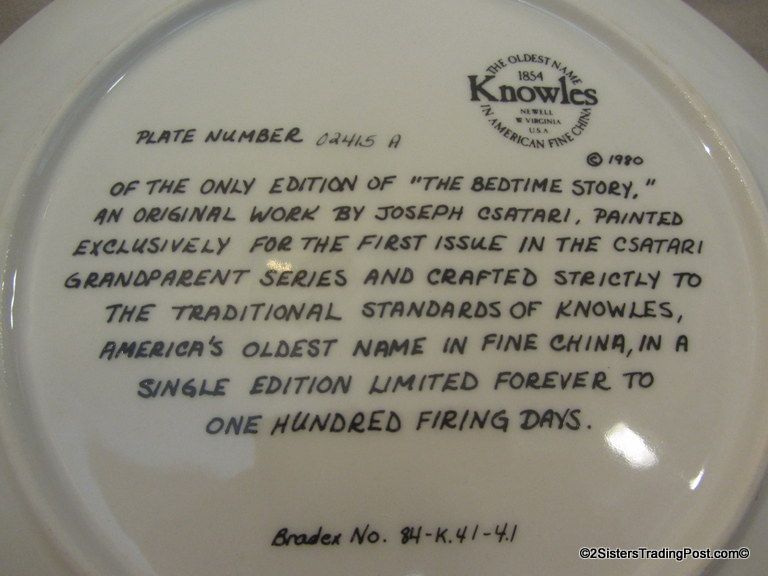 THE OLDEST NAME
1854
Knowles
NEWELL
W VIRGINIA
U.S.A
IN AMERICAN FINE CHINA
PLATE NUMBER 02415 A
© 1980
OF THE ONLY EDITION OF "THE BEDTIME STORY,"
AN ORIGINAL WORK BY JOSEPH CSATARI, PAINTED
EXCLUSIVELY FOR THE FIRST ISSUE IN THE CSATARI
GRANDPARENT SERIES AND CRAFTED STRICTLY TO
THE TRADITIONAL STANDARDS OF KNOWLES,
AMERICA'S OLDEST NAME IN FINE CHINA, IN A
SINGLE EDITION LIMITED FOREVER TO
ONE HUNDRED FIRING DAYS.
Bradex No. 84-K.41-4.1
©2SistersTradingPost.com©